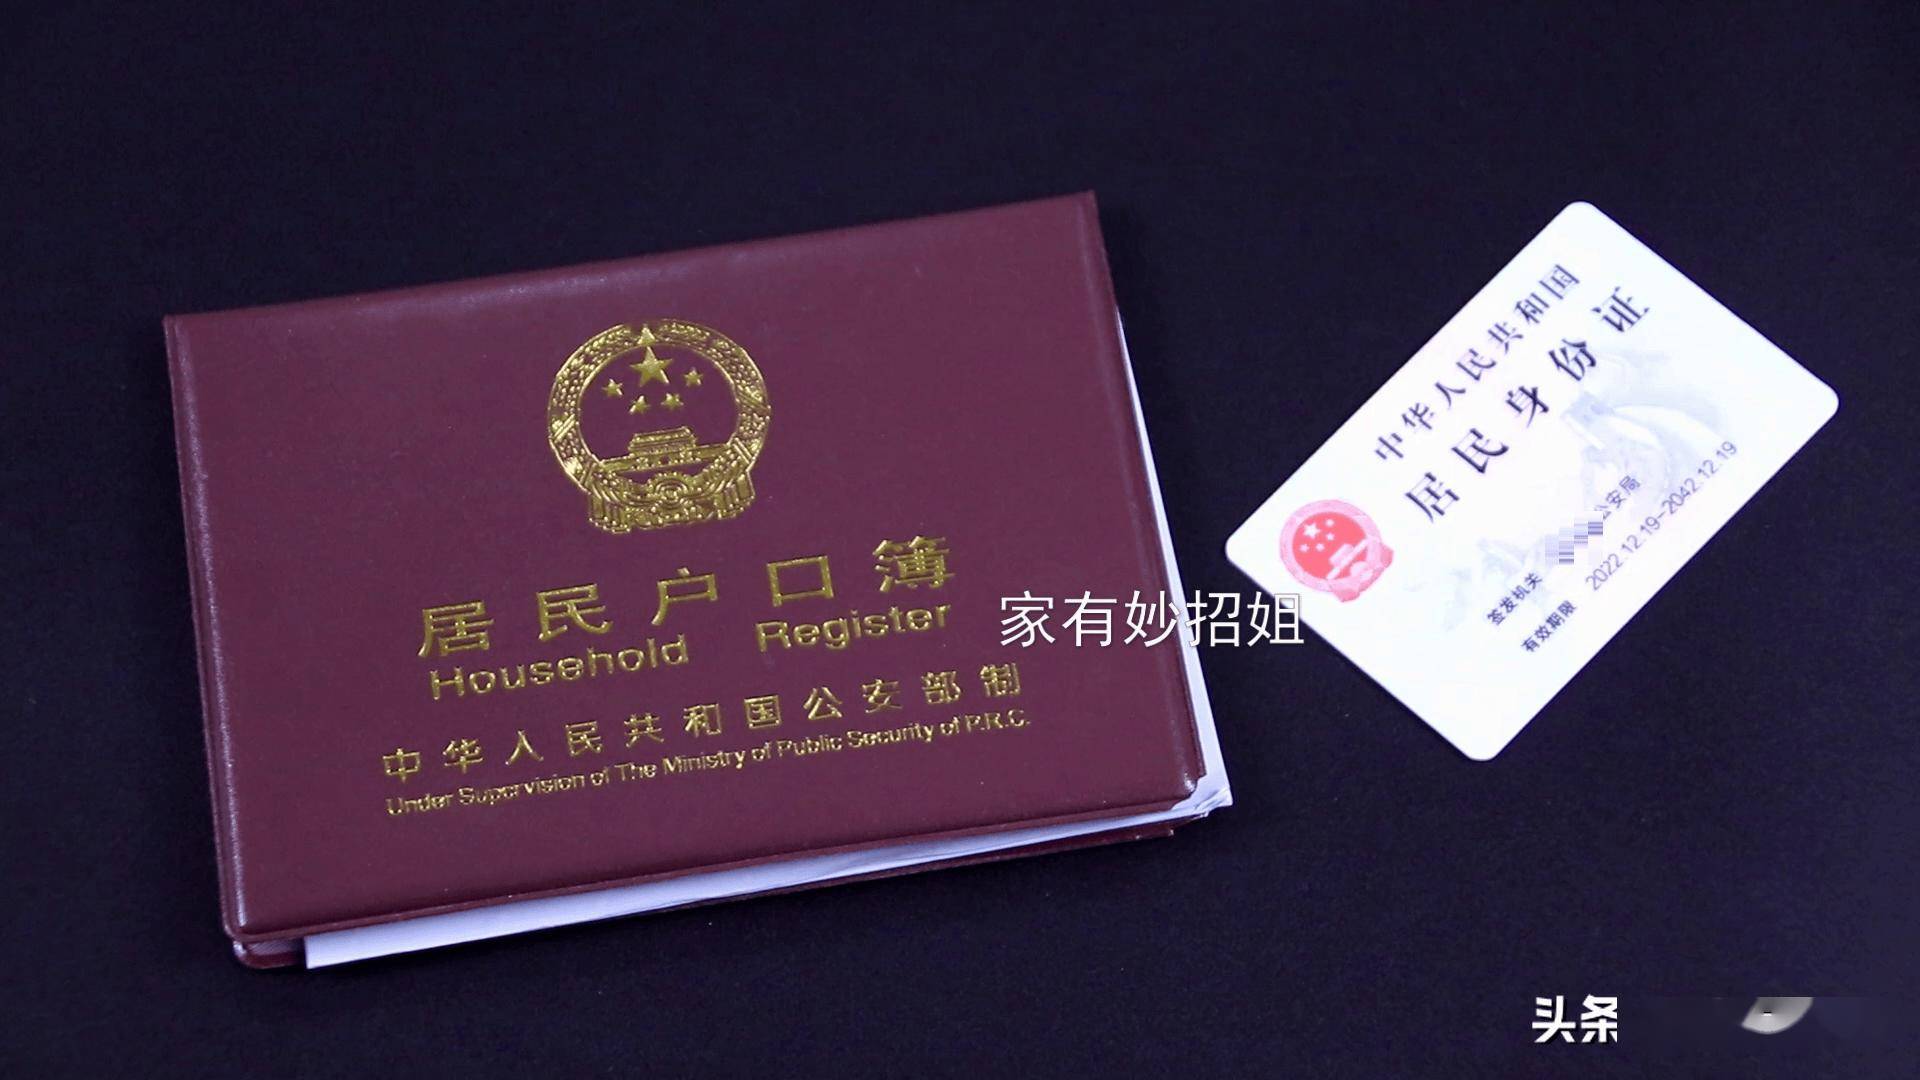 居民户口簿
Household Register
中华人民共和国公安部制
Under Supervision of The Ministry of Public Security of P.R.C.
家有妙招姐
中华人民共和国
居民身份证
签发机关 公安局
有效期限 2022.12.19-2042.12.19
头条